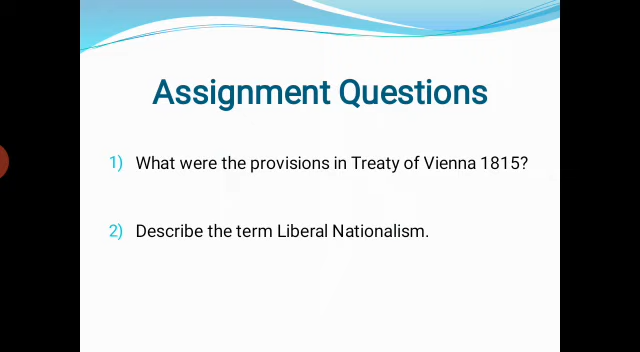 Assignment Questions
1) What were the provisions in Treaty of Vienna 1815?
2) Describe the term Liberal Nationalism.